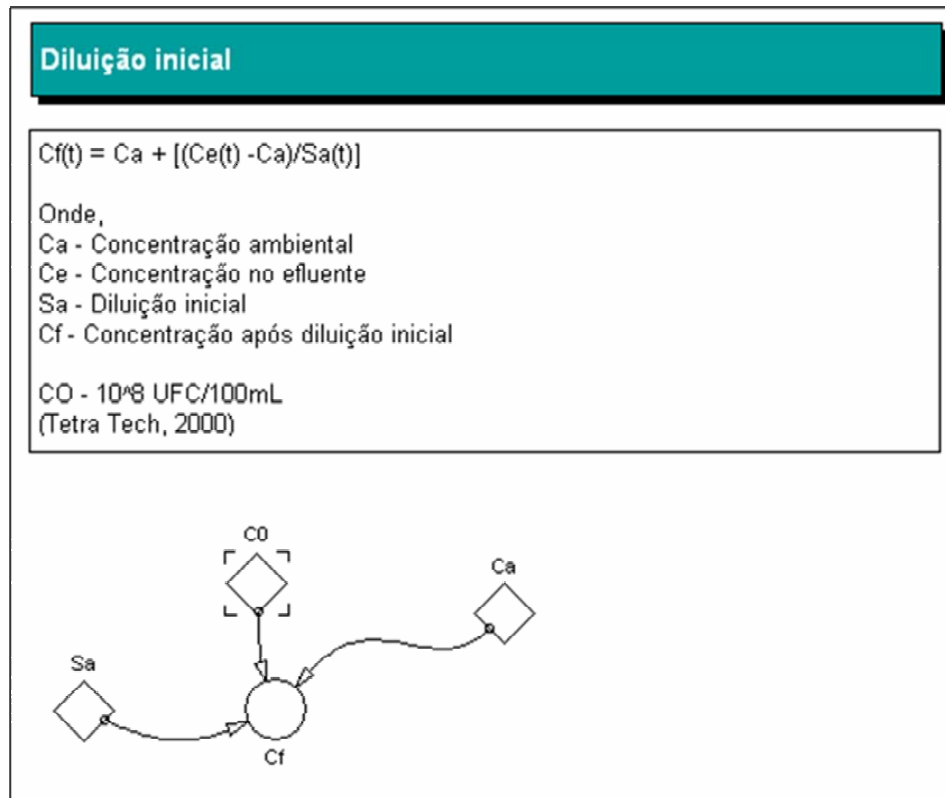 Diluição inicial
Cf(t) = Ca + [(Ce(t) -Ca)/Sa(t)]
Onde,
Ca - Concentração ambiental
Ce - Concentração no efluente
Sa - Diluição inicial
Cf - Concentração após diluição inicial
CO - 10^8 UFC/100mL
(Tetra Tech, 2000)
C0
Ca
Sa
Cf